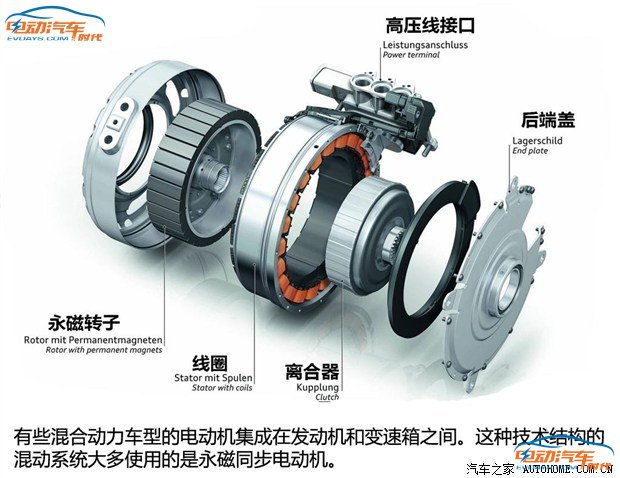 电动汽车
EVDAYS.COM 时代
高压线接口
Leistungsanschluss
Power terminal
后端盖
Lagerschild
End plate
永磁转子
Rotor mit Permanentmagneten
Rotor with permanent magnets
线圈
Stator mit Spulen
Stator with coils
离合器
Kupplung
Clutch
有些混合动力车型的电动机集成在发动机和变速箱之间。这种技术结构的
混动系统大多使用的是永磁同步电动机。
电动汽车
EVDAYS.COM 时代
汽车之家 AUTOHOME.COM.CN